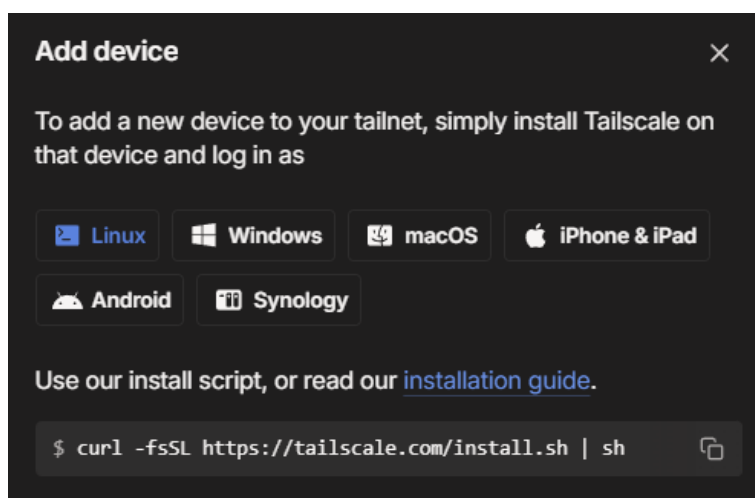 Add device
To add a new device to your tailnet, simply install Tailscale on
that device and log in as
Linux Windows macOS iPhone & iPad
Android Synology
Use our install script, or read our installation guide.
$ curl -fsSL https://tailscale.com/install.sh | sh